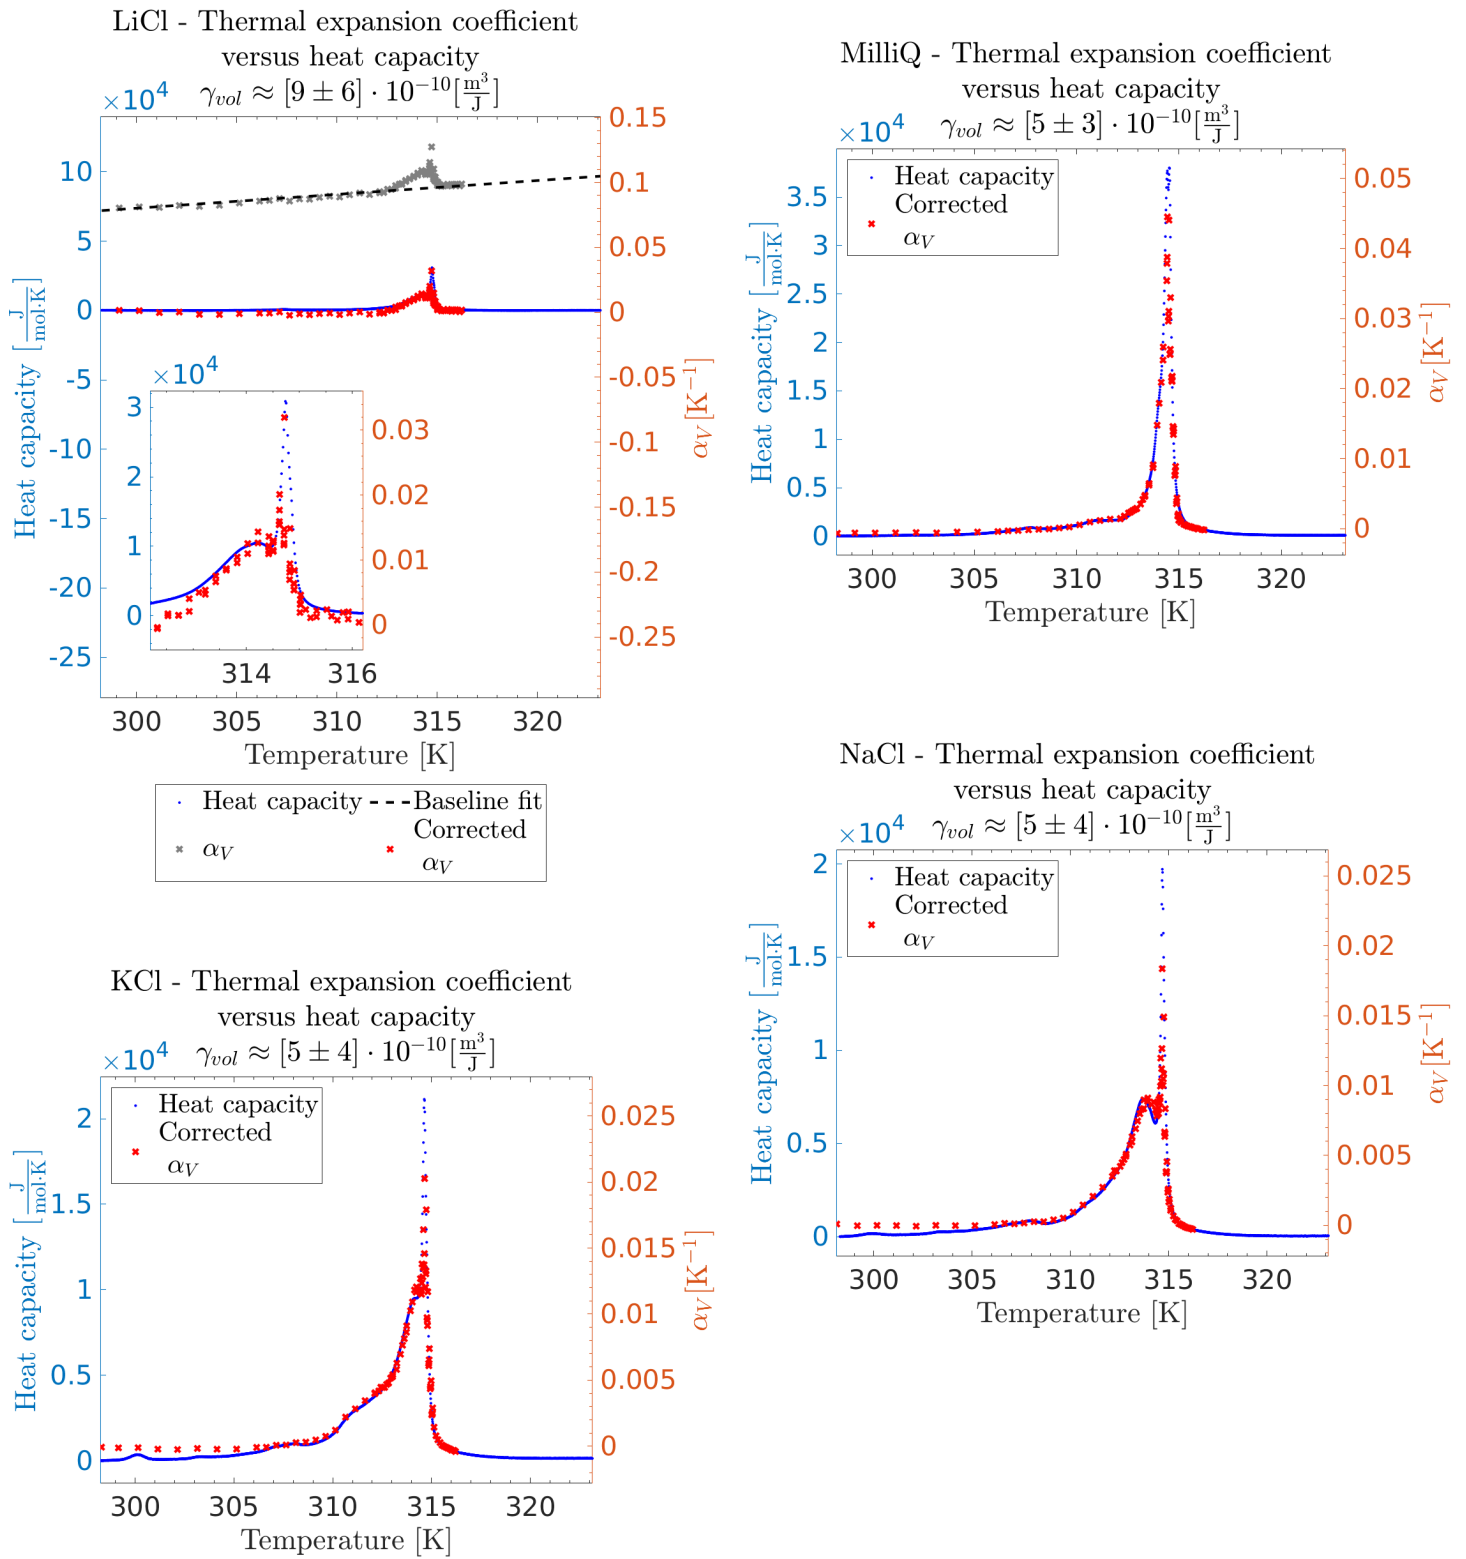 LiCl - Thermal expansion coefficient
versus heat capacity
γvol ≈ [9 ± 6] · 10⁻¹⁰[m³/J]
×10⁴
10
5
0
-5
-10
-15
-20
-25
Heat capacity [J/mol·K]
0.15
0.1
0.05
0
-0.05
-0.1
-0.15
-0.2
-0.25
αV[K⁻¹]
×10⁴
3
2
1
0
0.03
0.02
0.01
0
314 316
300 305 310 315 320
Temperature [K]
Heat capacity
Baseline fit
αV
Corrected
αV
MilliQ - Thermal expansion coefficient
versus heat capacity
γvol ≈ [5 ± 3] · 10⁻¹⁰[m³/J]
×10⁴
Heat capacity
Corrected
αV
3.5
3
2.5
2
1.5
1
0.5
0
Heat capacity [J/mol·K]
0.05
0.04
0.03
0.02
0.01
0
αV[K⁻¹]
300 305 310 315 320
Temperature [K]
NaCl - Thermal expansion coefficient
versus heat capacity
γvol ≈ [5 ± 4] · 10⁻¹⁰[m³/J]
×10⁴
Heat capacity
Corrected
αV
2
1.5
1
0.5
0
Heat capacity [J/mol·K]
0.025
0.02
0.015
0.01
0.005
0
αV[K⁻¹]
300 305 310 315 320
Temperature [K]
KCl - Thermal expansion coefficient
versus heat capacity
γvol ≈ [5 ± 4] · 10⁻¹⁰[m³/J]
×10⁴
Heat capacity
Corrected
αV
2
1.5
1
0.5
0
Heat capacity [J/mol·K]
0.025
0.02
0.015
0.01
0.005
0
αV[K⁻¹]
300 305 310 315 320
Temperature [K]